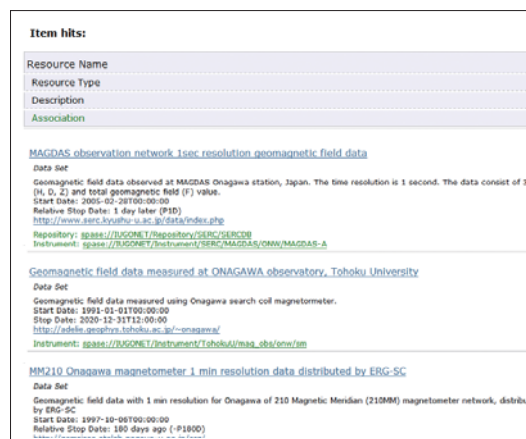 Item hits:
Resource Name
Resource Type
Description
Association
MAGDAS observation network 1sec resolution geomagnetic field data
Data Set
Geomagnetic field data observed at MAGDAS Onagawa station, Japan. The time resolution is 1 second. The data consist of
(H, D, Z) and total geomagnetic field (F) value.
Start Date: 2005-02-28T00:00:00
Relative Stop Date: 1 day later (P1D)
http://www.serc.kyushu-u.ac.jp/data/index.php
Repository: spase://IUGONET/Repository/SERC/SERCDB
Instrument: spase://IUGONET/Instrument/SERC/MAGDAS/ONW/MAGDAS-A
Geomagnetic field data measured at ONAGAWA observatory, Tohoku University
Data Set
Geomagnetic field data measured using Onagawa search coil magnetormeter.
Start Date: 1991-01-01T00:00:00
Stop Date: 2020-12-31T12:00:00
http://adelie.geophys.tohoku.ac.jp/~onagawa/
Instrument: spase://IUGONET/Instrument/TohokuU/mag_obs/onw/sm
MM210 Onagawa magnetometer 1 min resolution data distributed by ERG-SC
Data Set
Geomagnetic field data with 1 min resolution for Onagawa of 210 Magnetic Meridian (210MM) magnetometer network, distribu
by ERG-SC
Start Date: 1997-10-06T00:00:00
Relative Stop Date: 180 days ago (-P180D)